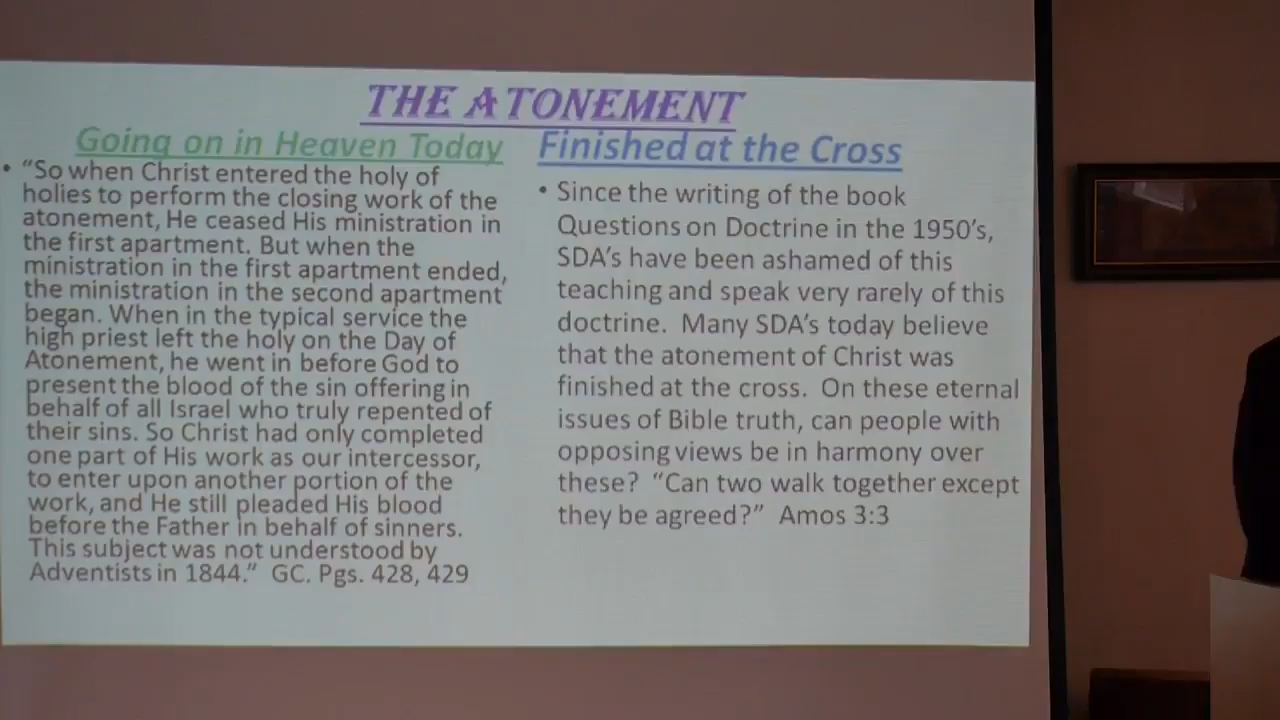 THE ATONEMENT
Going on in Heaven Today
• “So when Christ entered the holy of
holies to perform the closing work of the
atonement, He ceased His ministration in
the first apartment. But when the
ministration in the first apartment ended,
the ministration in the second apartment
began. When in the typical service the
high priest left the holy on the Day of
Atonement, he went in before God to
present the blood of the sin offering in
behalf of all Israel who truly repented of
their sins. So Christ had only completed
one part of His work as our intercessor,
to enter upon another portion of the
work, and He still pleaded His blood
before the Father in behalf of sinners.
This subject was not understood by
Adventists in 1844.” GC. Pgs. 428, 429
Finished at the Cross
• Since the writing of the book
Questions on Doctrine in the 1950’s,
SDA’s have been ashamed of this
teaching and speak very rarely of this
doctrine. Many SDA’s today believe
that the atonement of Christ was
finished at the cross. On these eternal
issues of Bible truth, can people with
opposing views be in harmony over
these? “Can two walk together except
they be agreed?” Amos 3:3